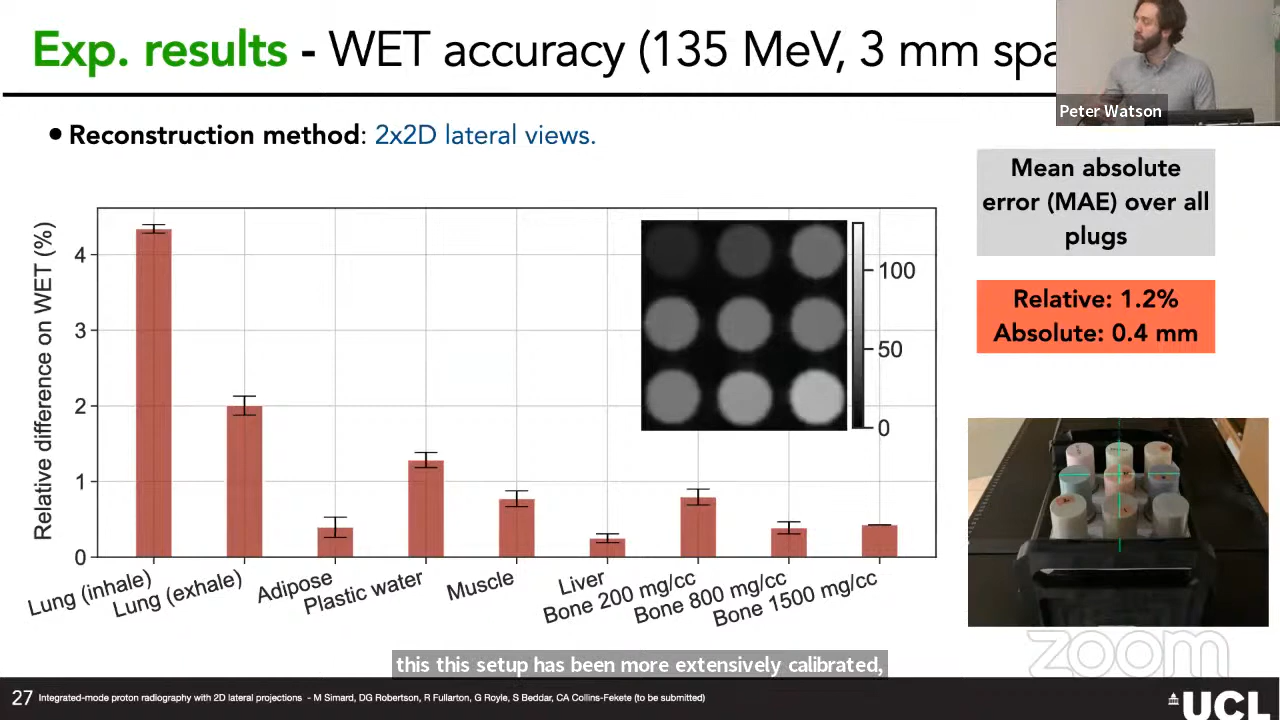 Exp. results - WET accuracy (135 MeV, 3 mm spa
Peter Watson
● Reconstruction method: 2x2D lateral views.
Mean absolute
error (MAE) over all
plugs
Relative: 1.2%
Absolute: 0.4 mm
Relative difference on WET (%)
4
3
2
1
0
100
50
0
Lung (inhale)
Lung (exhale)
Adipose
Plastic water
Muscle
Liver
Bone 200 mg/cc
Bone 800 mg/cc
Bone 1500 mg/cc
zoom
this this setup has been more extensively calibrated,
27 Integrated-mode proton radiography with 2D lateral projections - M Simard, DG Robertson, R Fullarton, G Royle, S Beddar, CA Collins-Fekete (to be submitted)
UCL